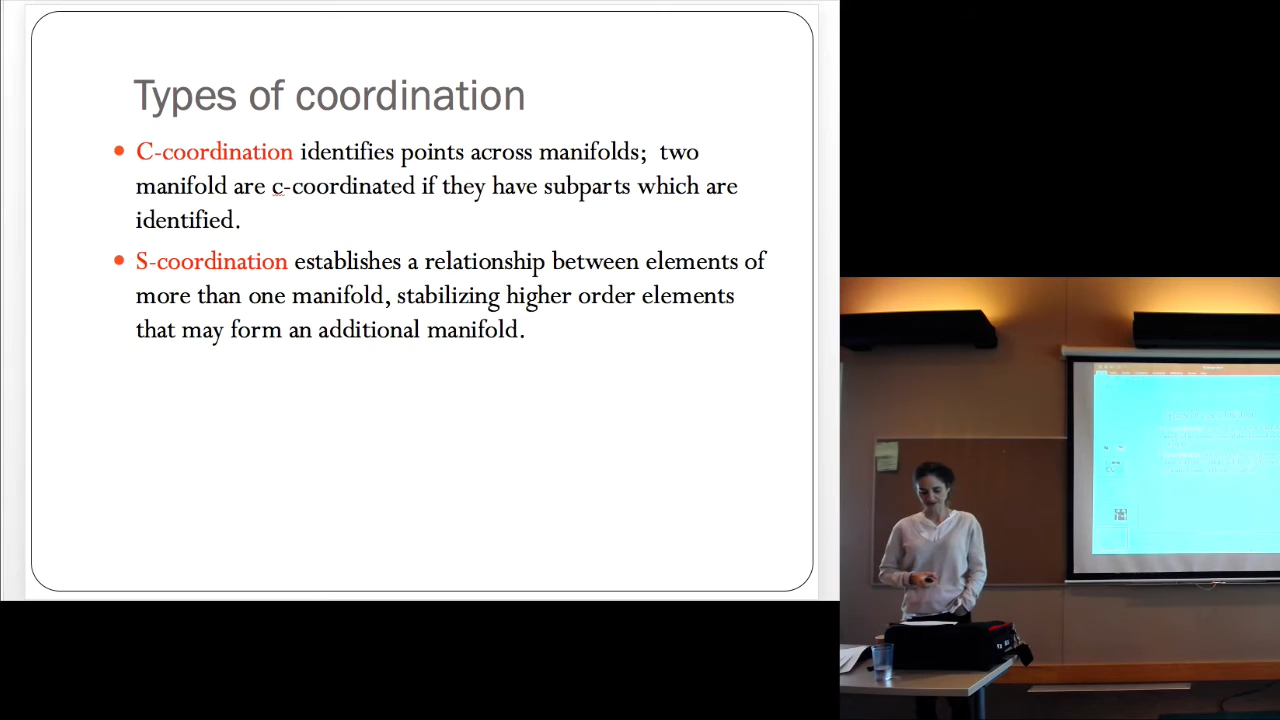 Types of coordination
• C-coordination identifies points across manifolds; two
manifold are c-coordinated if they have subparts which are
identified.
• S-coordination establishes a relationship between elements of
more than one manifold, stabilizing higher order elements
that may form an additional manifold.